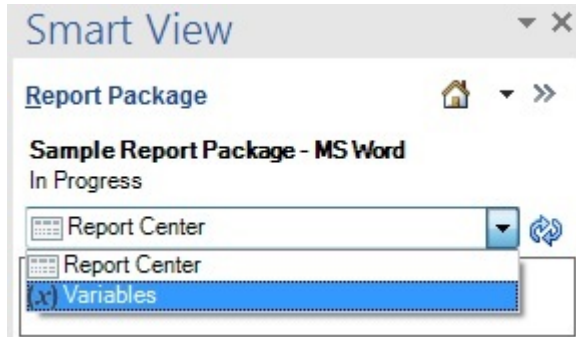 Smart View
Report Package
Sample Report Package - MS Word
In Progress
Report Center
Report Center
(x) Variables